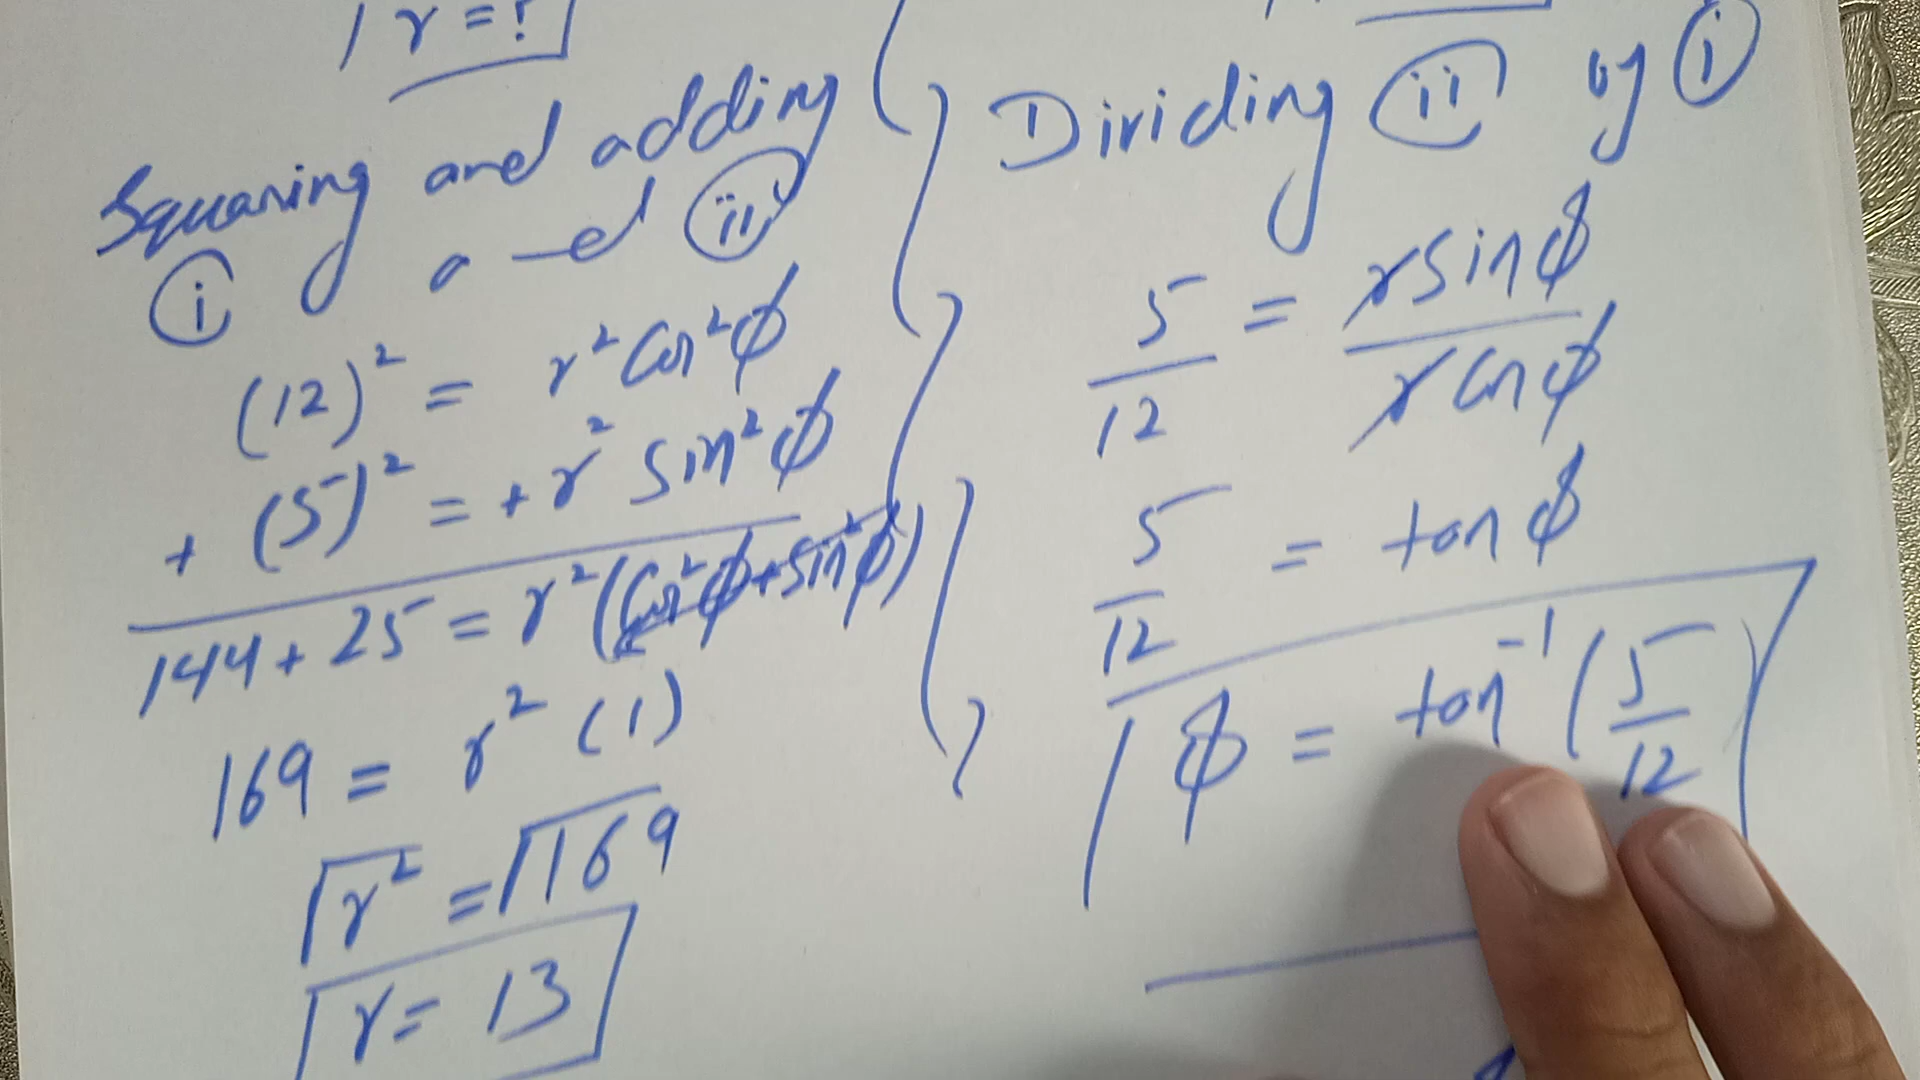 r = ?
Squaring and adding
(i) and (ii)
(12)² = r² Cos²φ
+ (5)² = + r² Sin²φ
144 + 25 = r² (Cos²φ + Sin²φ)
169 = r² (1)
√r² = √169
r = 13
Dividing (ii) by (i)
5/12 = r sinφ / r cosφ
5/12 = tanφ
φ = tan⁻¹ (5/12)